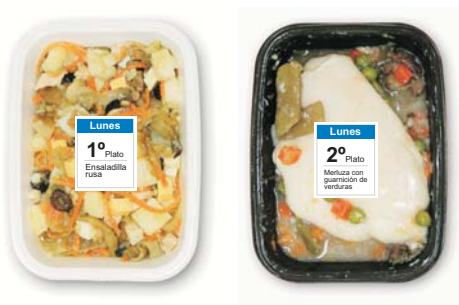 Lunes
1º Plato
Ensaladilla
rusa
Lunes
2º Plato
Merluza con
guarnición de
verduras